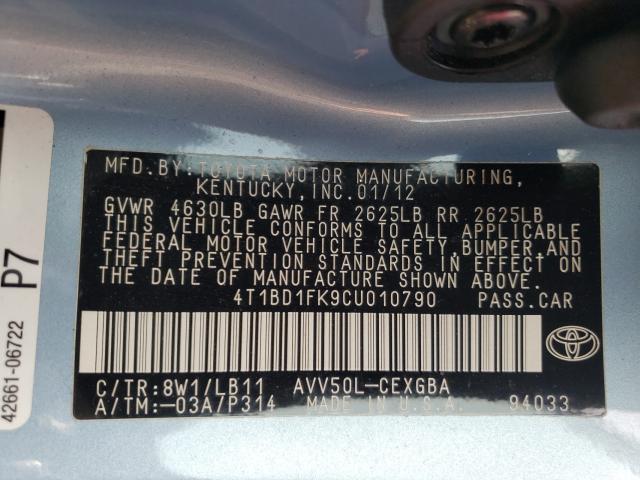 MFD.BY:TOYOTA MOTOR MANUFACTURING,
KENTUCKY, INC.01/12
GVWR 4630LB GAWR FR 2625LB RR 2625LB
THIS VEHICLE CONFORMS TO ALL APPLICABLE
FEDERAL MOTOR VEHICLE SAFETY, BUMPER, AND
THEFT PREVENTION STANDARDS IN EFFECT ON
THE DATE OF MANUFACTURE SHOWN ABOVE.
4T1BD1FK9CU010790 PASS.CAR
C/TR:8W1/LB11 AVV50L-CEXGBA
A/TM:-03A/P314 MADE IN U.S.A. 94033
TOYOTA
P7
42661-06722